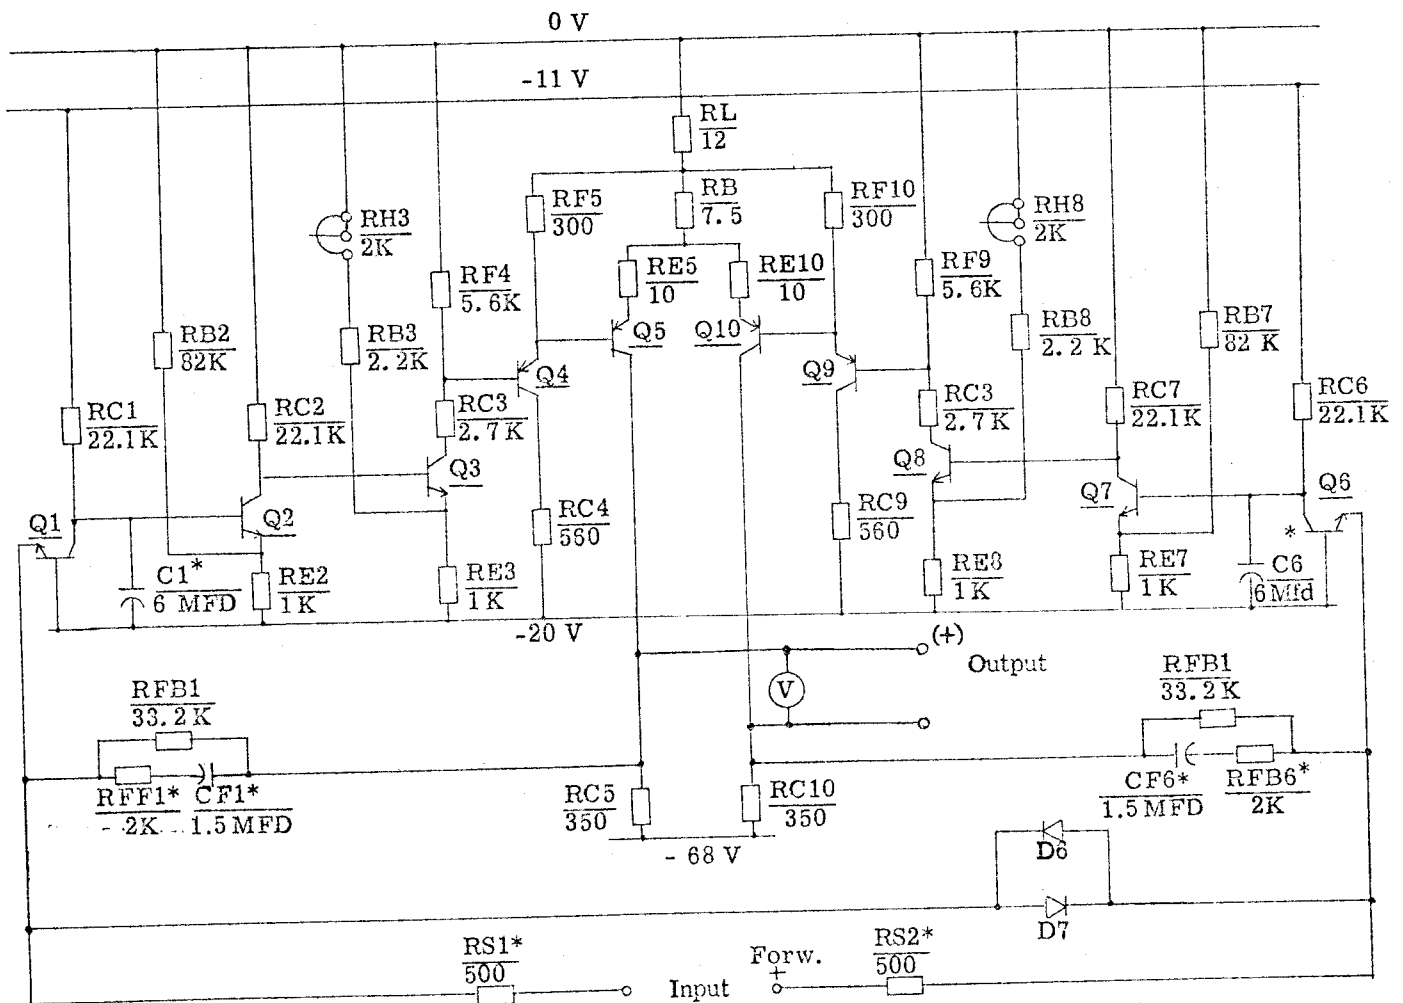 0 V
-11 V
RL
12
RF5
300
RB
7.5
RF10
300
RH3
2K
RH8
2K
RF4
5.6K
RE5
10
RE10
10
RF9
5.6K
RB2
82K
RB3
2.2K
Q5
Q10
RB8
2.2 K
RB7
82 K
Q4
Q9
RC1
22.1K
RC2
22.1K
RC3
2.7K
RC3
2.7K
RC7
22.1K
RC6
22.1K
Q3
Q8
Q1
Q2
RC4
560
RC9
560
Q7
Q6
*
C1*
6 MFD
RE2
1K
RE3
1K
RE8
1K
RE7
1K
C6
6 Mfd
-20 V
(+)
Output
V
RFB1
33.2K
RFB1
33.2K
RFF1*
- 2K
CF1*
1.5 MFD
RC5
350
RC10
350
CF6*
1.5MFD
RFB6*
2K
- 68 V
D6
D7
RS1*
500
Input
Forw.
+
RS2*
500